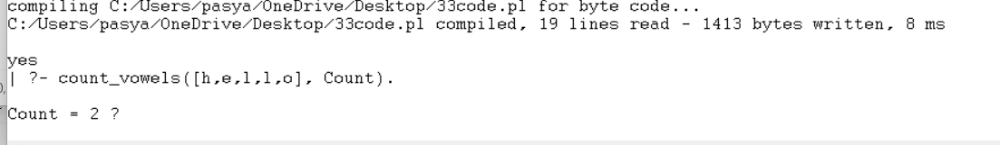 compiling C:/Users/pasya/OneDrive/Desktop/33code.pl for byte code...
C:/Users/pasya/OneDrive/Desktop/33code.pl compiled, 19 lines read - 1413 bytes written, 8 ms
yes
| ?- count_vowels([h,e,l,l,o], Count).
Count = 2 ?